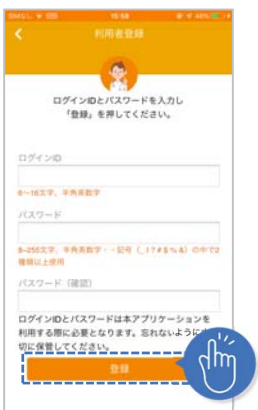 15:58
48%
利用者登録
ログインIDとパスワードを入力し
「登録」を押してください。
ログインID
6〜16文字、半角英数字
パスワード
8~255文字、半角英数字・・記号（_!?#$%&）の中で2
種類以上使用
パスワード（確認）
ログインIDとパスワードは本アプリケーションを
利用する際に必要となります。忘れないように
切に保管してください。
登録